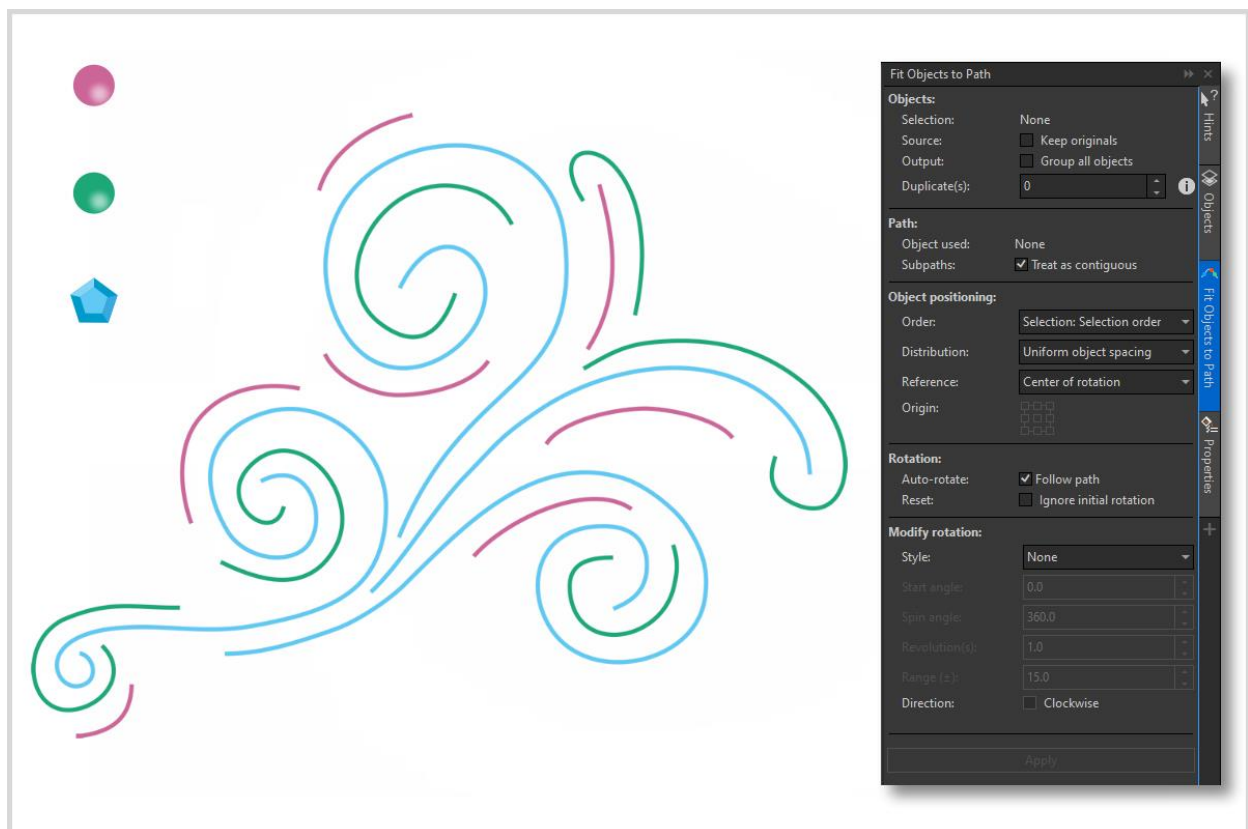 Fit Objects to Path
Objects:
Selection: None
Source: Keep originals
Output: Group all objects
Duplicate(s): 0
Path:
Object used: None
Subpaths: Treat as contiguous
Object positioning:
Order: Selection: Selection order
Distribution: Uniform object spacing
Reference: Center of rotation
Origin:
Rotation:
Auto-rotate: Follow path
Reset: Ignore initial rotation
Modify rotation:
Style: None
Start angle: 0.0
Spin angle: 360.0
Revolution(s): 1.0
Range (±): 15.0
Direction: Clockwise
Apply
Hints
Objects
Fit Objects to Path
Properties